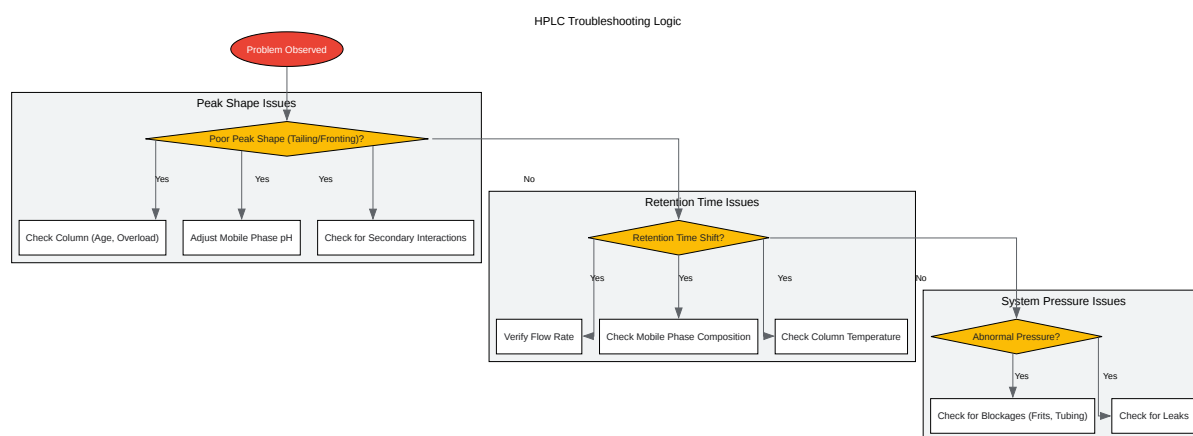 HPLC Troubleshooting Logic
Problem Observed
Peak Shape Issues
Poor Peak Shape (Tailing/Fronting)?
Yes
Yes
Yes
No
Check Column (Age, Overload)
Adjust Mobile Phase pH
Check for Secondary Interactions
Retention Time Issues
Retention Time Shift?
Yes
Yes
Yes
No
Verify Flow Rate
Check Mobile Phase Composition
Check Column Temperature
System Pressure Issues
Abnormal Pressure?
Yes
Yes
Check for Blockages (Frits, Tubing)
Check for Leaks